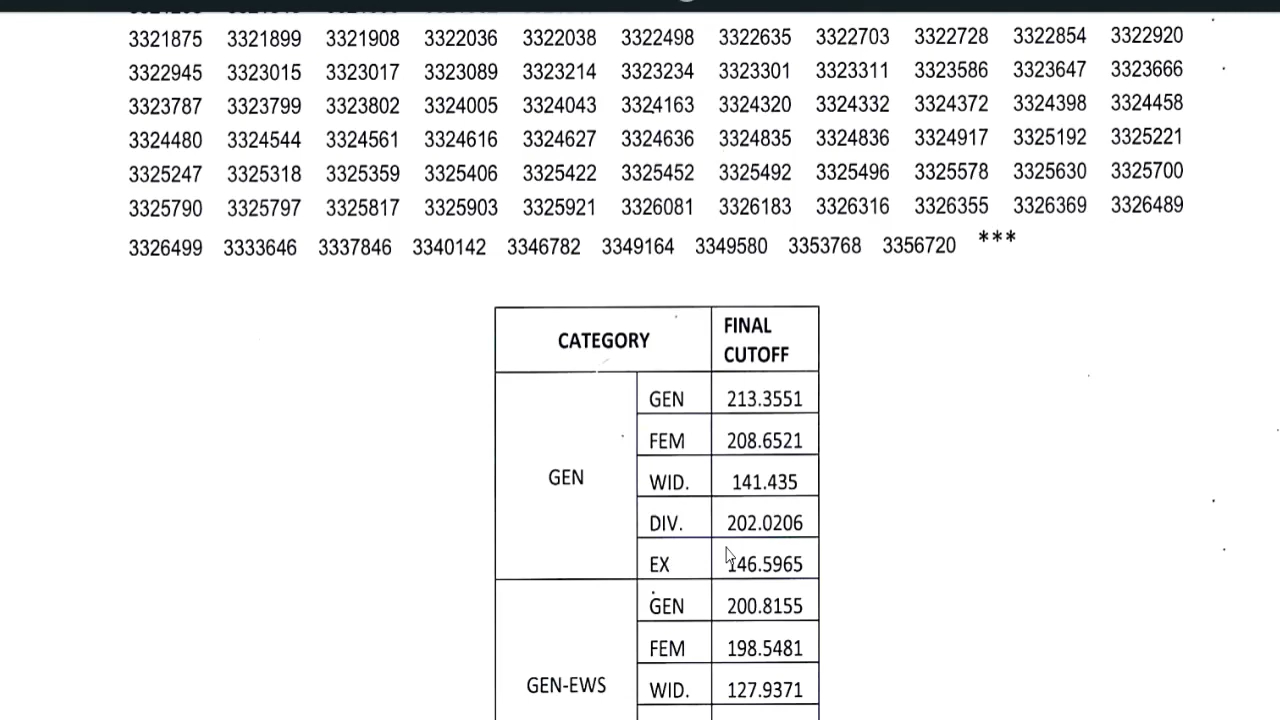 3321875 3321899 3321908 3322036 3322038 3322498 3322635 3322703 3322728 3322854 3322920
3322945 3323015 3323017 3323089 3323214 3323234 3323301 3323311 3323586 3323647 3323666
3323787 3323799 3323802 3324005 3324043 3324163 3324320 3324332 3324372 3324398 3324458
3324480 3324544 3324561 3324616 3324627 3324636 3324835 3324836 3324917 3325192 3325221
3325247 3325318 3325359 3325406 3325422 3325452 3325492 3325496 3325578 3325630 3325700
3325790 3325797 3325817 3325903 3325921 3326081 3326183 3326316 3326355 3326369 3326489
3326499 3333646 3337846 3340142 3346782 3349164 3349580 3353768 3356720 ***
CATEGORY FINAL
CUTOFF
GEN 213.3551
FEM 208.6521
GEN WID. 141.435
DIV. 202.0206
EX 146.5965
GEN 200.8155
FEM 198.5481
GEN-EWS WID. 127.9371